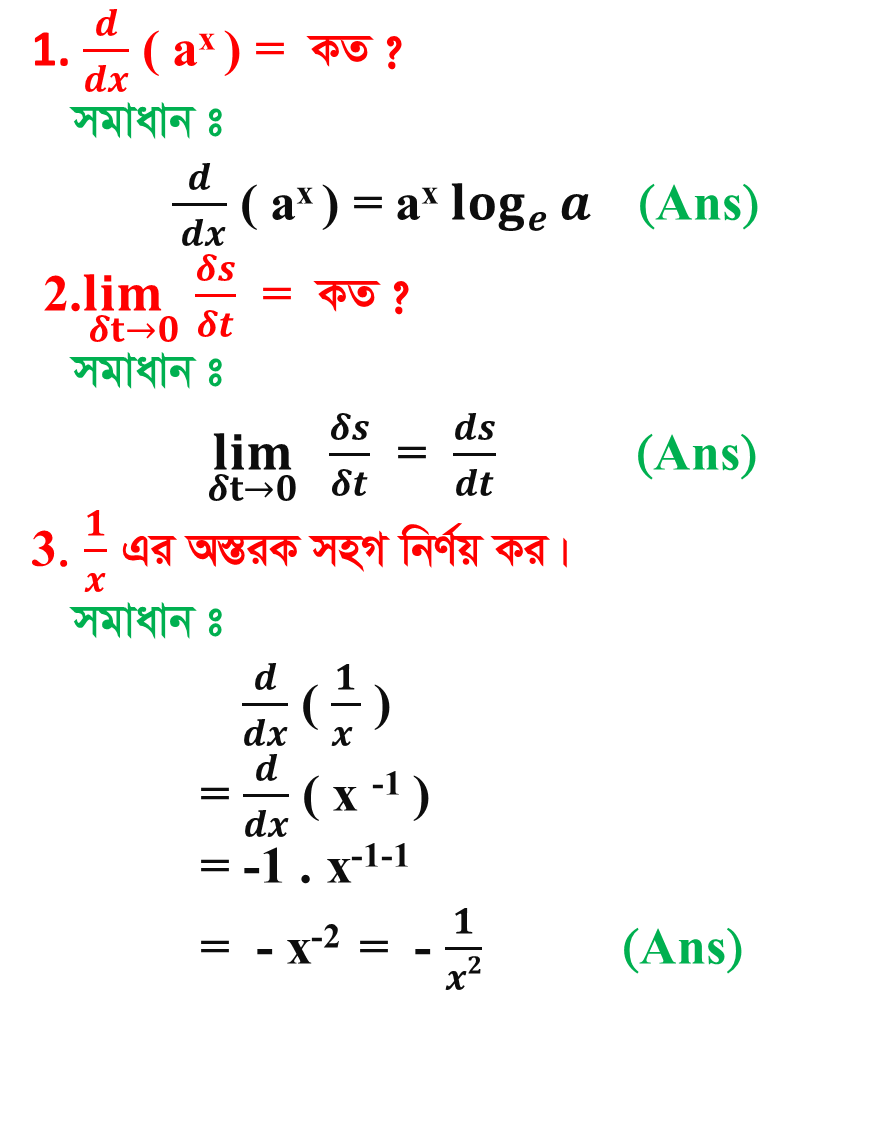 1. d/dx ( aˣ ) = কত ?
সমাধান ঃ
d/dx ( aˣ ) = aˣ logₑ a (Ans)
2.lim δt→0 δs/δt = কত ?
সমাধান ঃ
lim δt→0 δs/δt = ds/dt (Ans)
3. 1/x এর অন্তরক সহগ নির্ণয় কর।
সমাধান ঃ
d/dx ( 1/x )
= d/dx ( x ⁻¹ )
= -1 . x⁻¹⁻¹
= - x⁻² = - 1/x² (Ans)